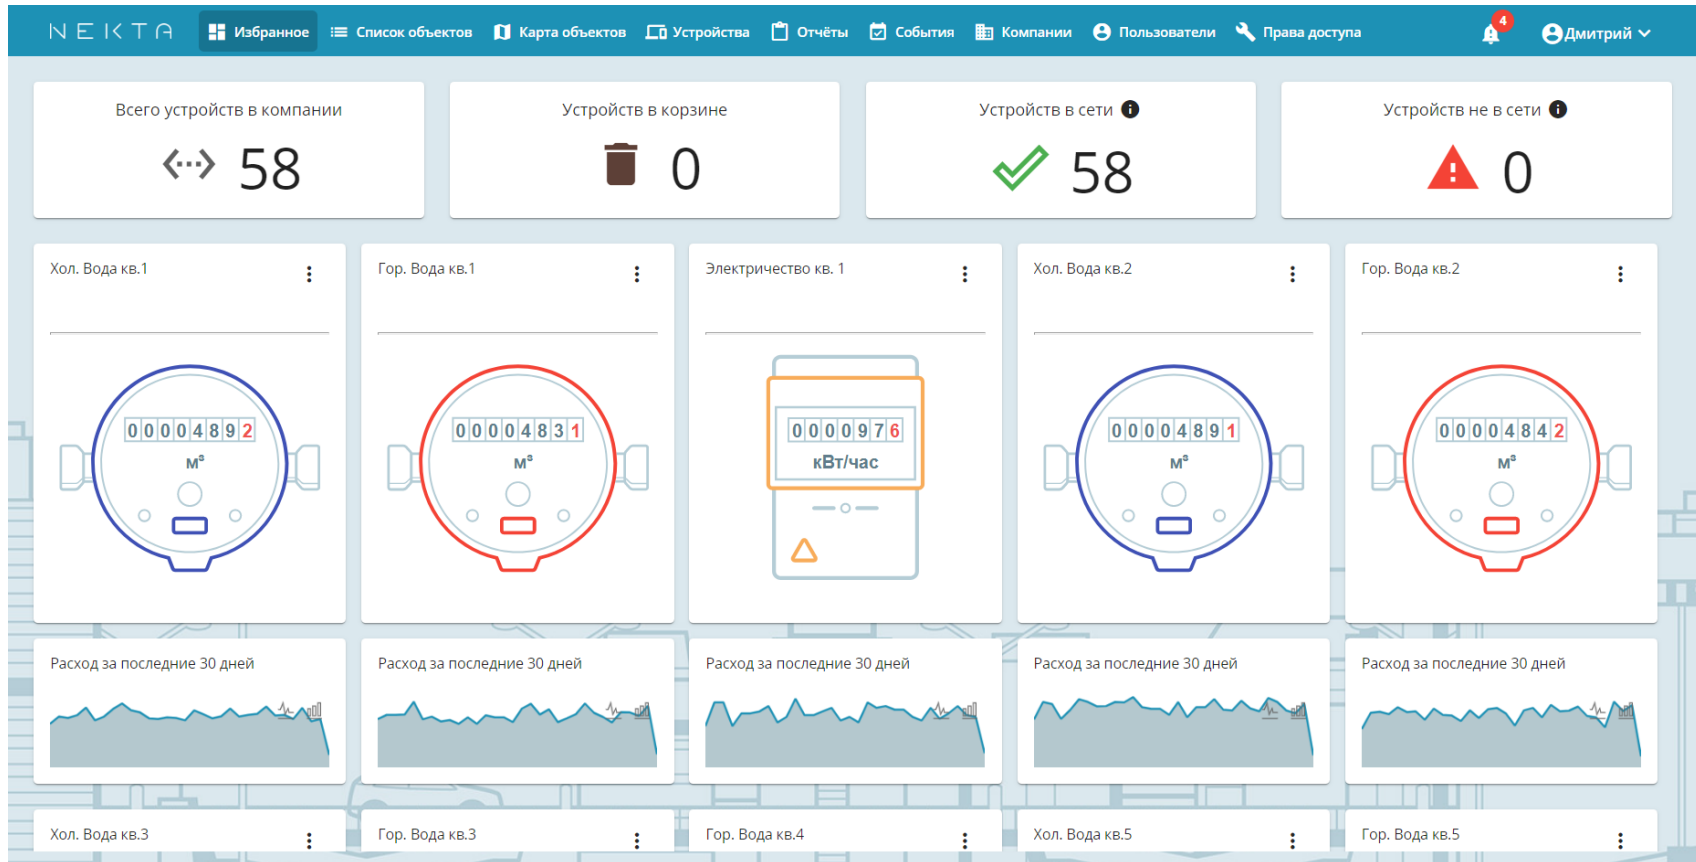 NEKTA Избранное Список объектов Карта объектов Устройства Отчёты События Компании Пользователи Права доступа 4 Дмитрий
Всего устройств в компании
58
Устройств в корзине
0
Устройств в сети
58
Устройств не в сети
0
Хол. Вода кв.1
00004892
м³
Гор. Вода кв.1
00004831
м³
Электричество кв. 1
0000976
кВт/час
Хол. Вода кв.2
00004891
м³
Гор. Вода кв.2
00004842
м³
Расход за последние 30 дней
Расход за последние 30 дней
Расход за последние 30 дней
Расход за последние 30 дней
Расход за последние 30 дней
Хол. Вода кв.3
Гор. Вода кв.3
Гор. Вода кв.4
Хол. Вода кв.5
Гор. Вода кв.5